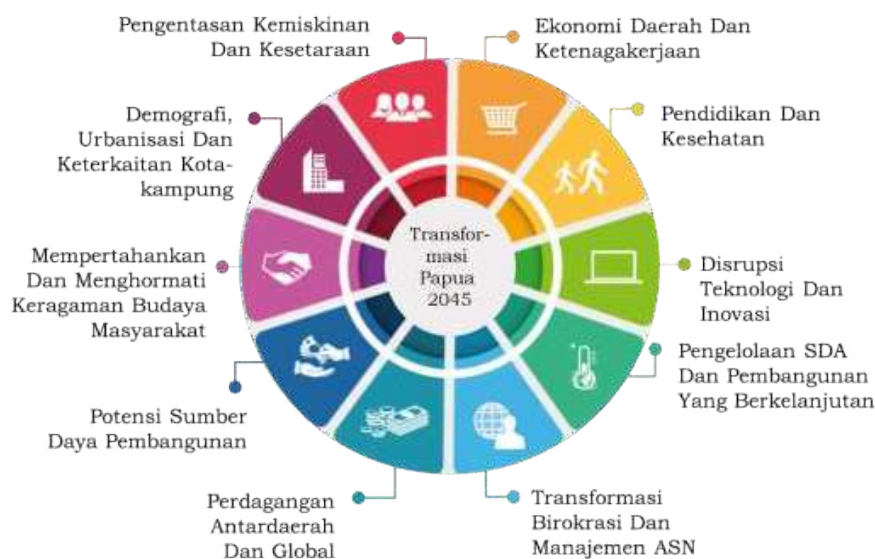 Pengentasan Kemiskinan
Dan Kesetaraan
Ekonomi Daerah Dan
Ketenagakerjaan
Pendidikan Dan
Kesehatan
Disrupsi
Teknologi Dan
Inovasi
Pengelolaan SDA
Dan Pembangunan
Yang Berkelanjutan
Transformasi
Birokrasi Dan
Manajemen ASN
Perdagangan
Antardaerah
Dan Global
Potensi Sumber
Daya Pembangunan
Mempertahankan
Dan Menghormati
Keragaman Budaya
Masyarakat
Demografi,
Urbanisasi Dan
Keterkaitan Kota-
kampung
Transfor-
masi
Papua
2045